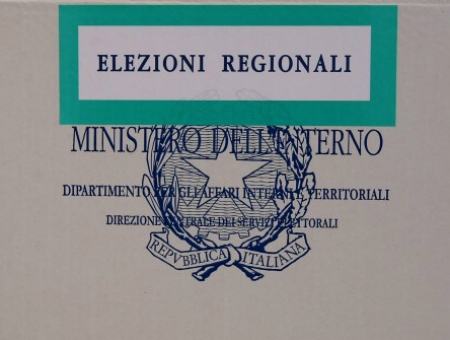 ELEZIONI REGIONALI
MINISTERO DELL'INTERNO
DIPARTIMENTO PER GLI AFFARI INTERNI E TERRITORIALI
DIREZIONE CENTRALE DEI SERVIZI ELETTORALI
REPVBBLICA ITALIANA